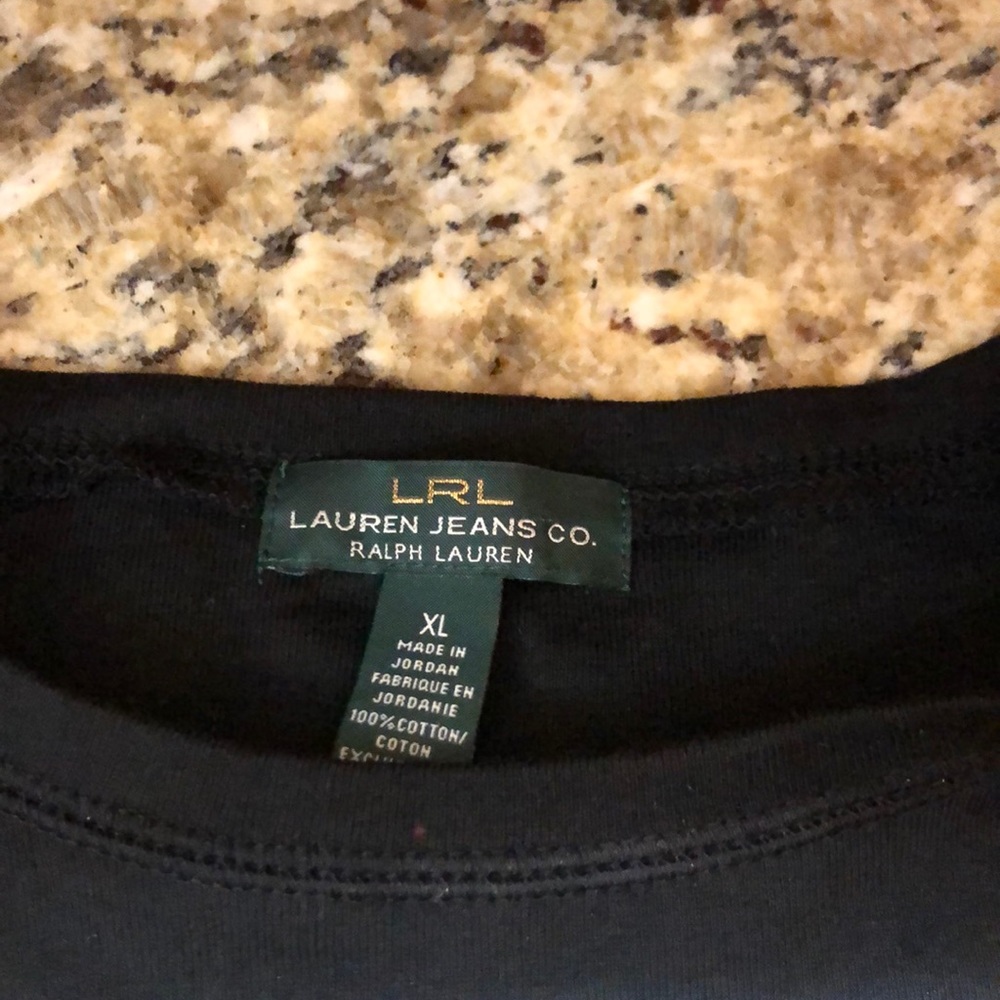 LRL
LAUREN JEANS CO.
RALPH LAUREN
XL
MADE IN
JORDAN
FABRIQUE EN
JORDANIE
100% COTTON/
COTON